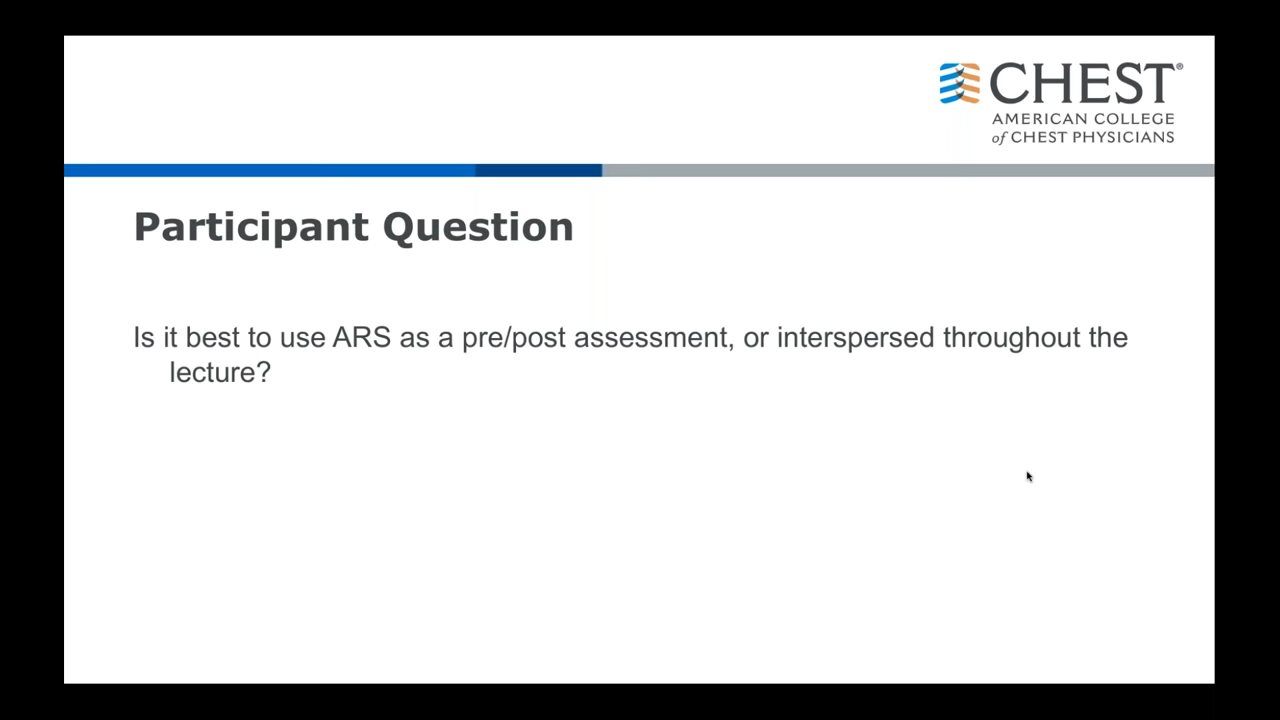 CHEST®
AMERICAN COLLEGE
of CHEST PHYSICIANS
Participant Question
Is it best to use ARS as a pre/post assessment, or interspersed throughout the
lecture?